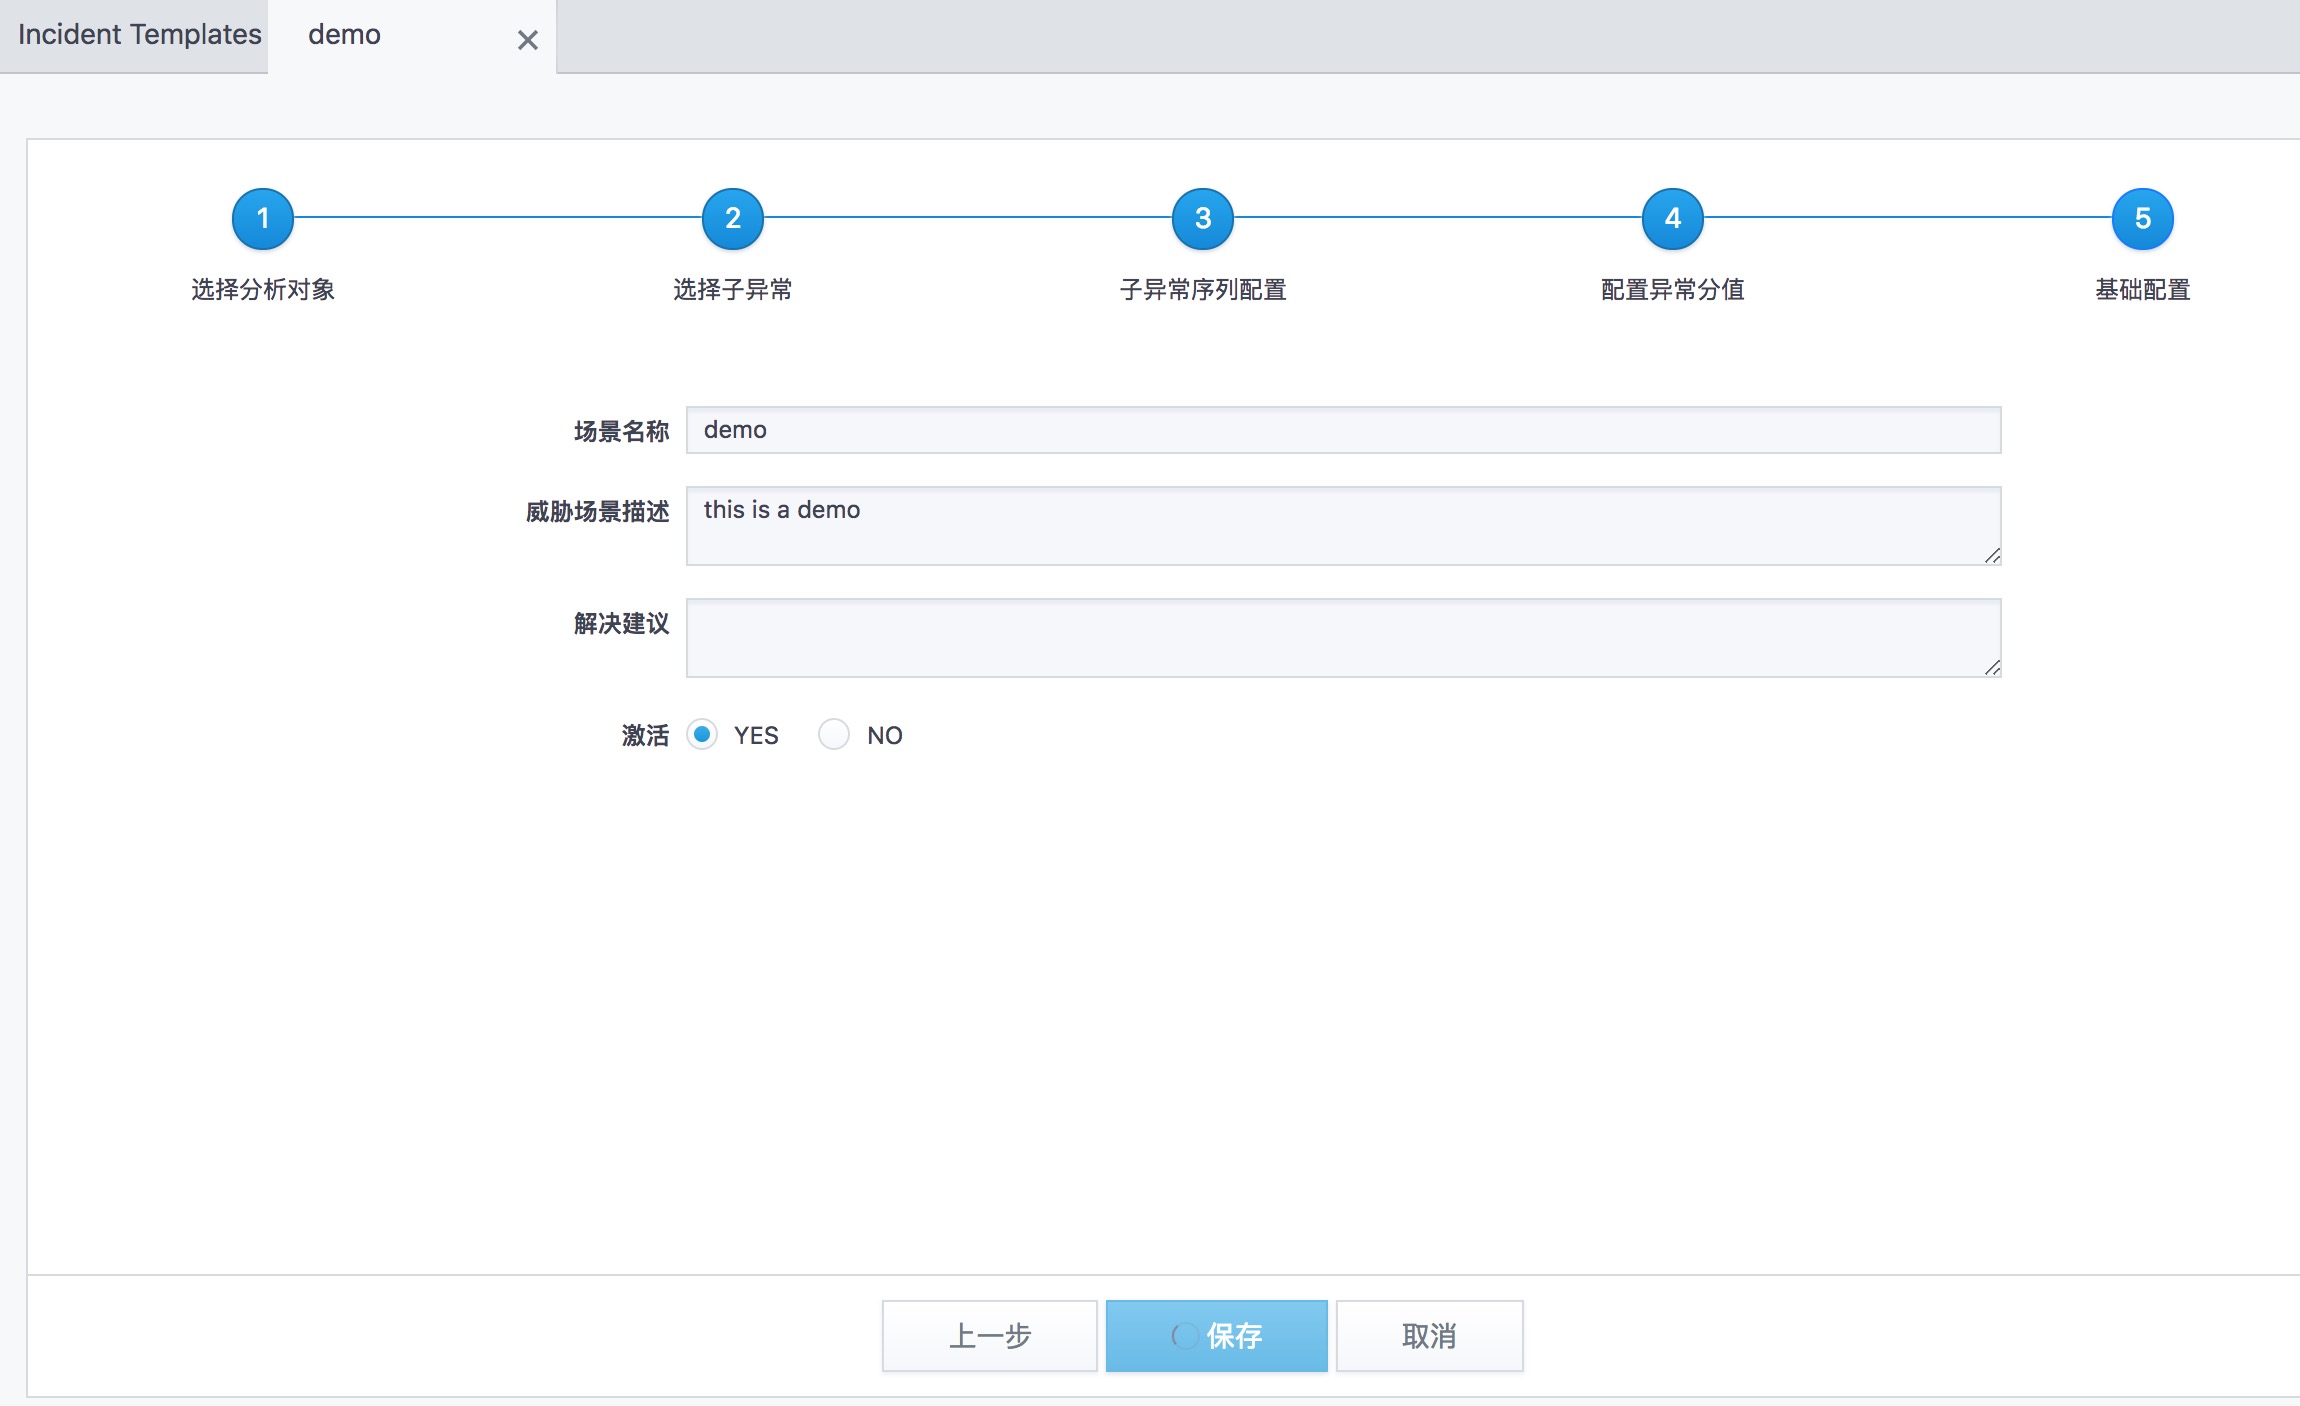 Incident Templates
demo
1
2
3
4
5
选择分析对象
选择子异常
子异常序列配置
配置异常分值
基础配置
场景名称
demo
威胁场景描述
this is a demo
解决建议
激活
YES
NO
上一步
保存
取消